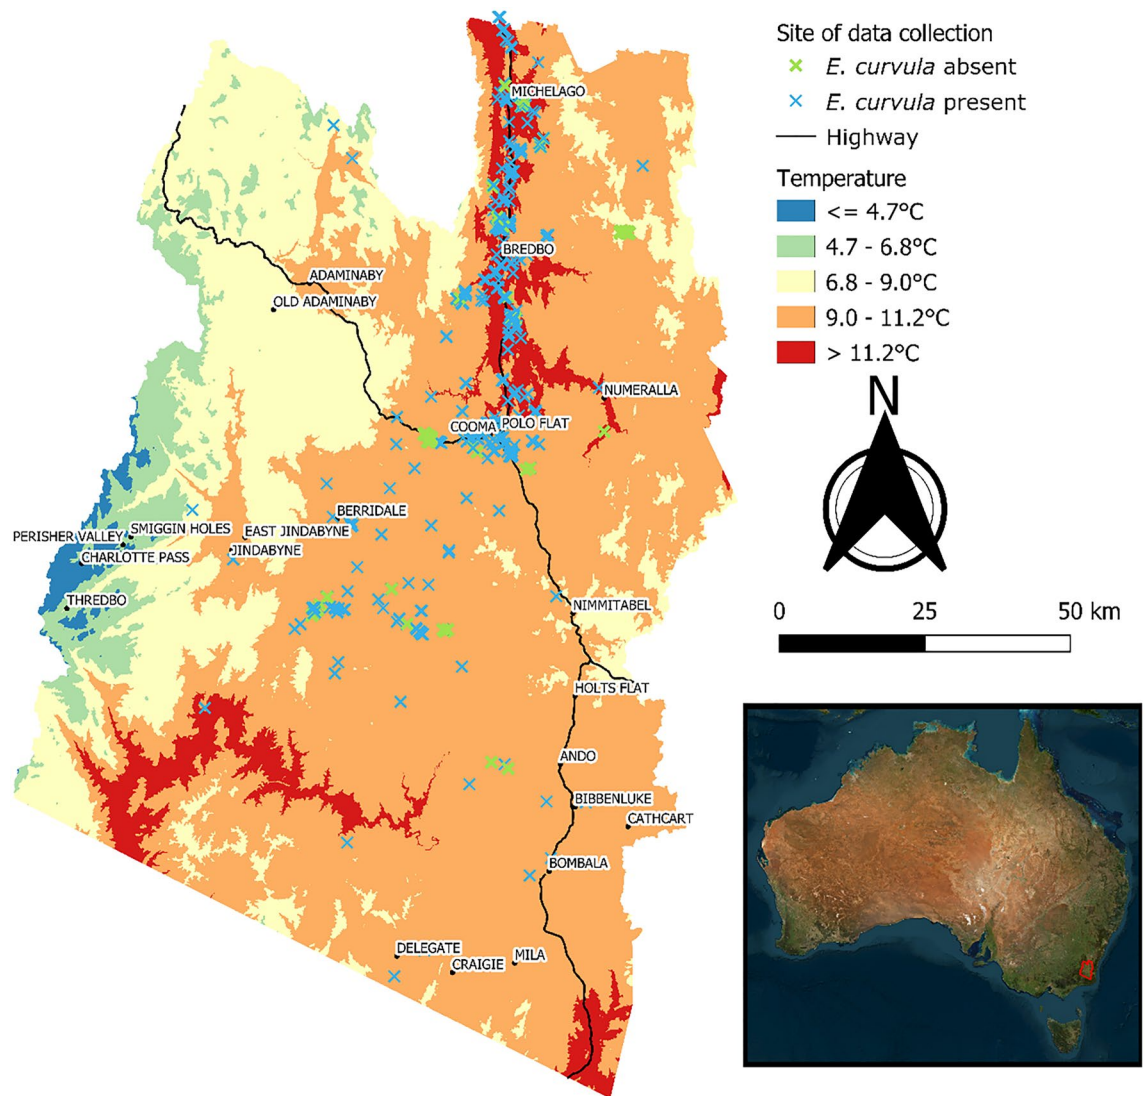 Site of data collection
E. curvula absent
E. curvula present
Highway
Temperature
<= 4.7°C
4.7 - 6.8°C
6.8 - 9.0°C
9.0 - 11.2°C
> 11.2°C
N
0 25 50 km
MICHELAGO
BREDBO
ADAMINABY
OLD ADAMINABY
NUMERALLA
COOMA
POLO FLAT
BERRIDALE
EAST JINDABYNE
SMIGGIN HOLES
PERISHER VALLEY
JINDABYNE
CHARLOTTE PASS
THREDBO
NIMMITABEL
HOLTS FLAT
ANDO
BIBBENLUKE
CATHCART
BOMBALA
DELEGATE
MILA
CRAIGIE